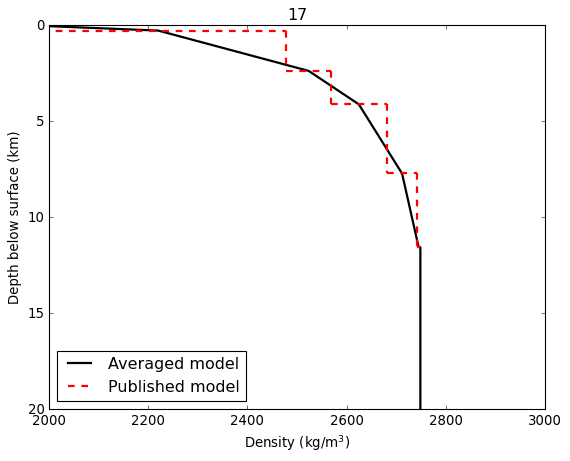 17
0
5
10
15
20
Depth below surface (km)
Averaged model
Published model
2000 2200 2400 2600 2800 3000
Density (kg/m³)